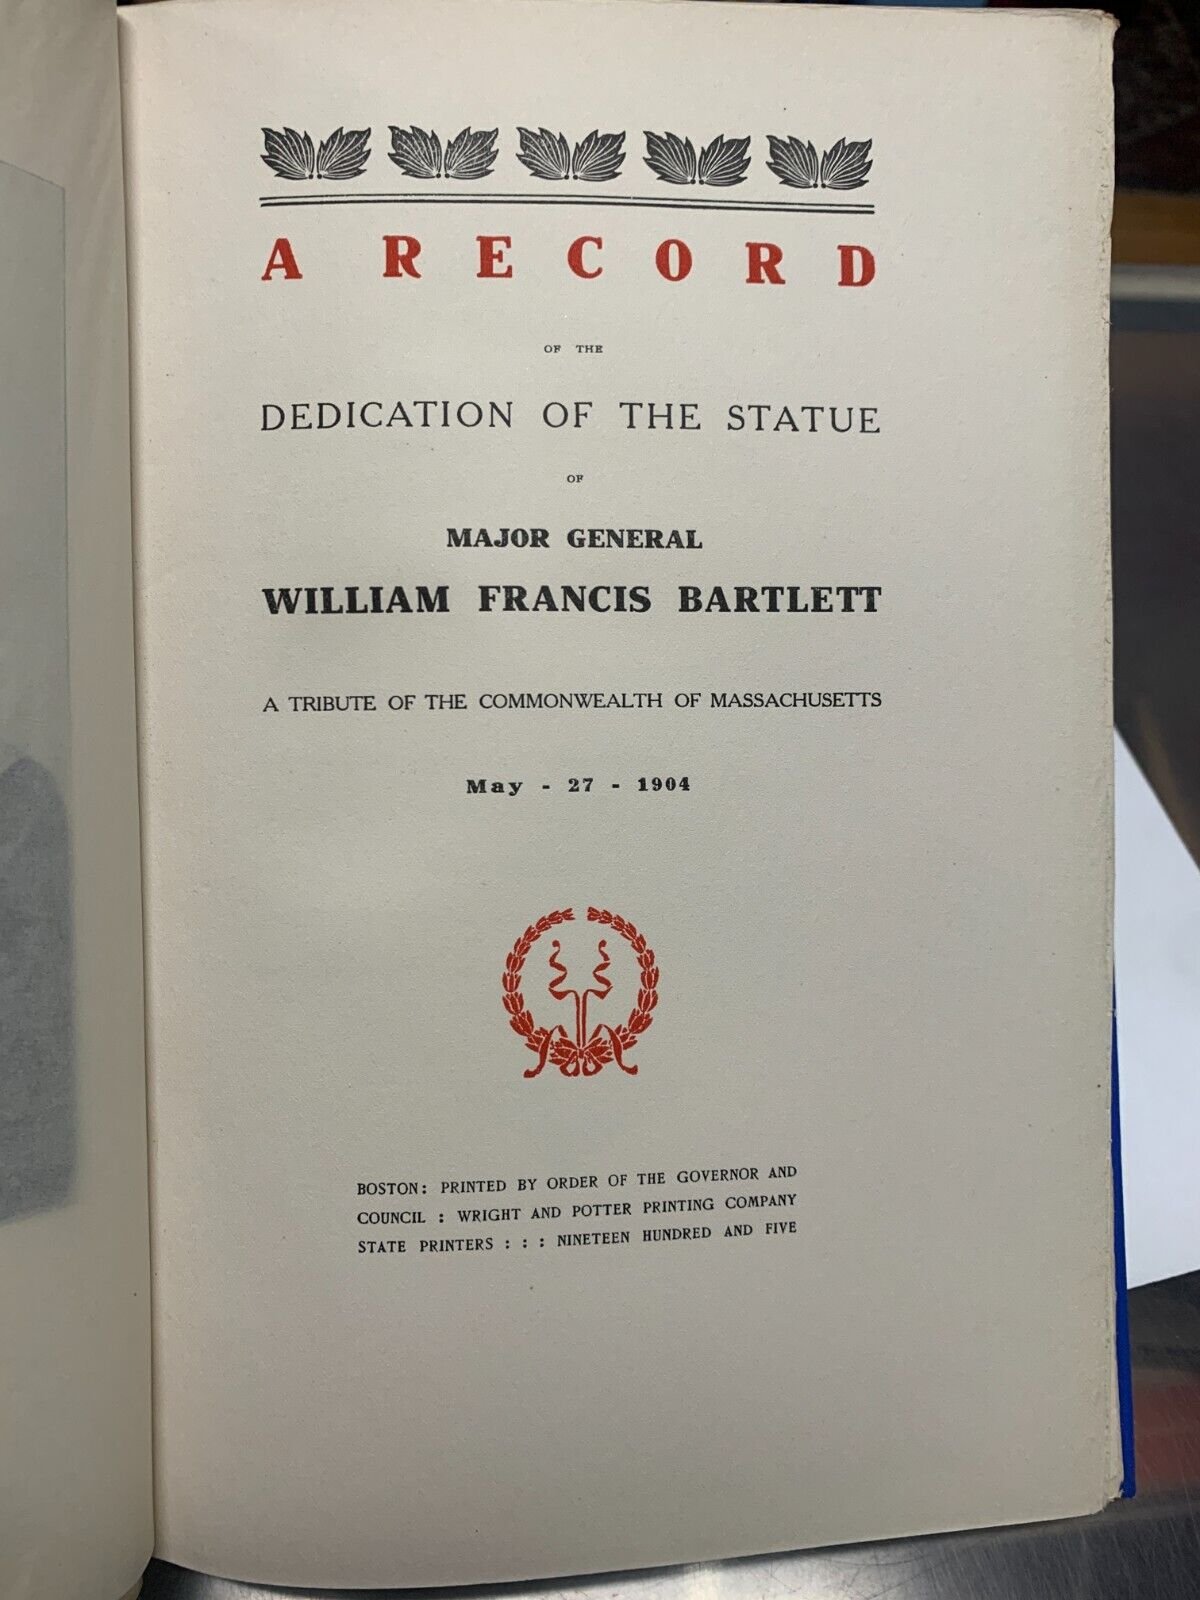 A RECORD
OF THE
DEDICATION OF THE STATUE
OF
MAJOR GENERAL
WILLIAM FRANCIS BARTLETT
A TRIBUTE OF THE COMMONWEALTH OF MASSACHUSETTS
May - 27 - 1904
BOSTON: PRINTED BY ORDER OF THE GOVERNOR AND
COUNCIL : WRIGHT AND POTTER PRINTING COMPANY
STATE PRINTERS : : : NINETEEN HUNDRED AND FIVE